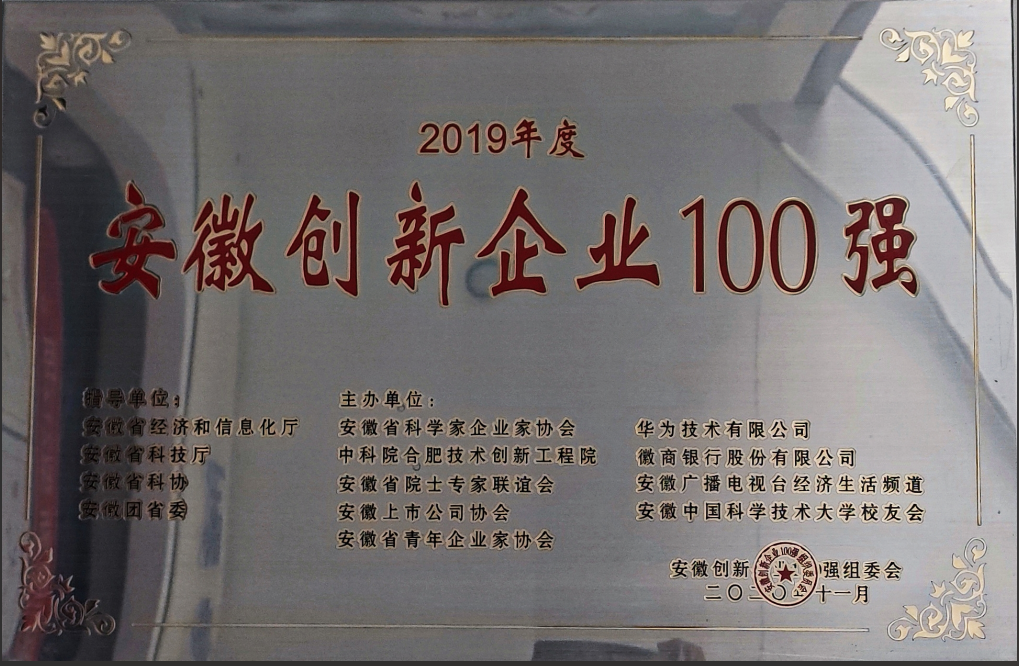 2019年度
安徽创新企业100强
指导单位：
安徽省经济和信息化厅
安徽省科技厅
安徽省科协
安徽团省委
主办单位：
安徽省科学家企业家协会
中科院合肥技术创新工程院
安徽省院士专家联谊会
安徽上市公司协会
安徽省青年企业家协会
华为技术有限公司
徽商银行股份有限公司
安徽广播电视台经济生活频道
安徽中国科学技术大学校友会
安徽创新 强组委会
二〇二〇 十一月